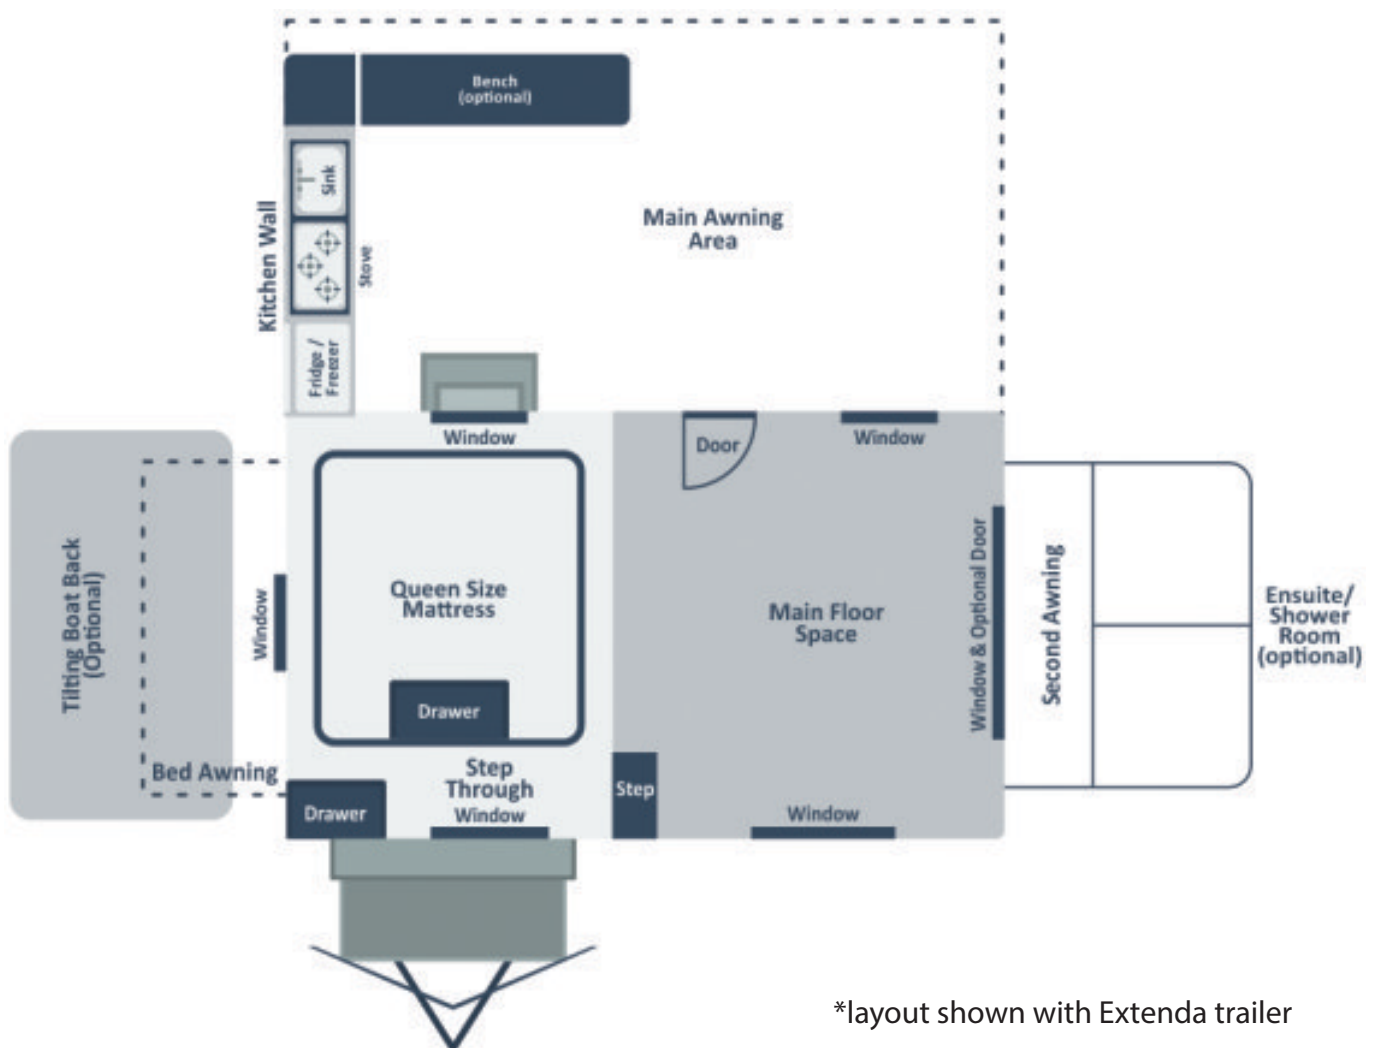 Bench
(optional)
Sink
Kitchen Wall
Stove
Main Awning
Area
Fridge /
Freezer
Window
Door
Window
Tilting Boat Back
(Optional)
Window
Queen Size
Mattress
Main Floor
Space
Window & Optional Door
Second Awning
Ensuite/
Shower
Room
(optional)
Drawer
Bed Awning
Step
Through
Step
Drawer
Window
Window
*layout shown with Extenda trailer